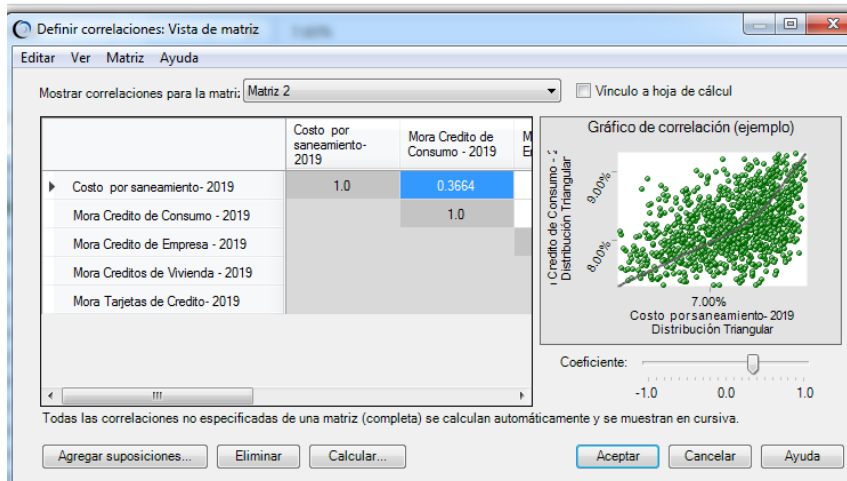 Definir correlaciones: Vista de matriz
Editar Ver Matriz Ayuda
Mostrar correlaciones para la matri: Matriz 2
Vínculo a hoja de cálcul
Costo por
saneamiento-
2019
Mora Credito de
Consumo - 2019
M
E
Costo por saneamiento- 2019 1.0 0.3664
Mora Credito de Consumo - 2019 1.0
Mora Credito de Empresa - 2019
Mora Creditos de Vivienda - 2019
Mora Tarjetas de Credito- 2019
Gráfico de correlación (ejemplo)
Credito de Consumo - 2
Distribución Triangular
9.00%
8.00%
7.00%
Costo porsaneamiento- 2019
Distribución Triangular
Coeficiente:
-1.0 0.0 1.0
Todas las correlaciones no especificadas de una matriz (completa) se calculan automáticamente y se muestran en cursiva.
Agregar suposiciones... Eliminar Calcular... Aceptar Cancelar Ayuda